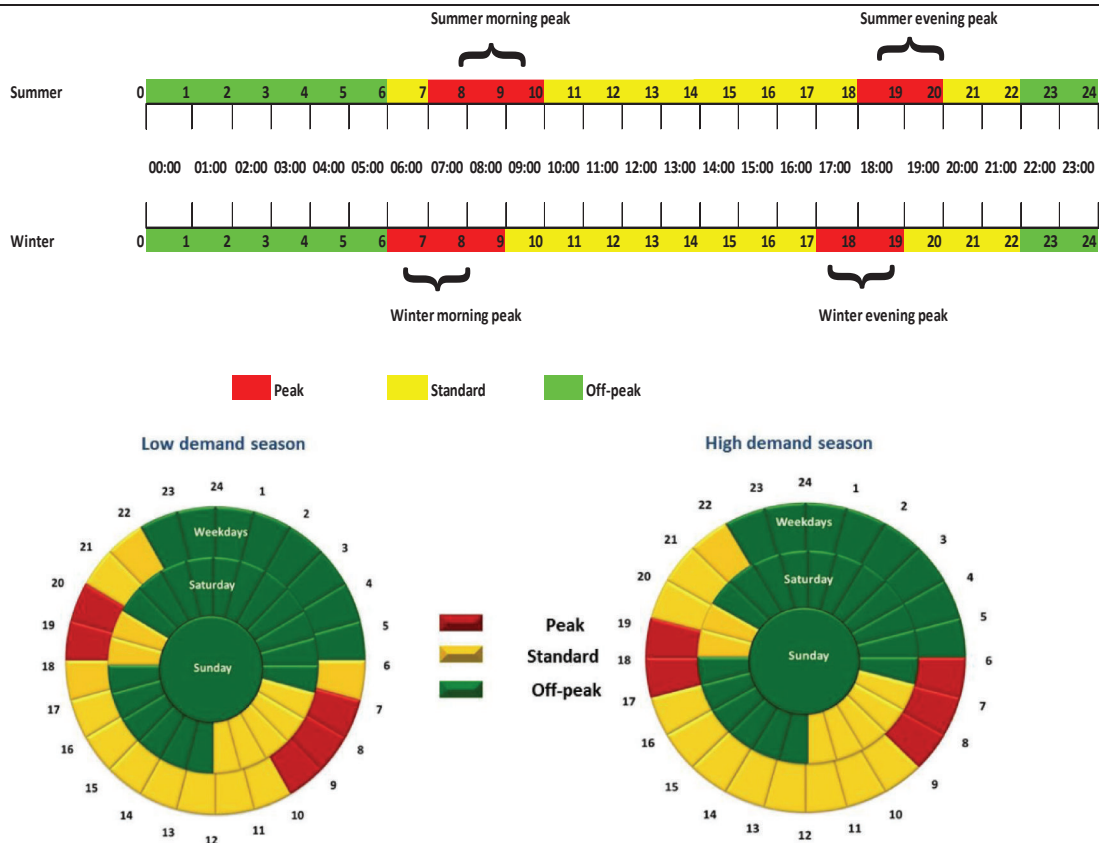 Summer morning peak Summer evening peak
Summer 0 1 2 3 4 5 6 7 8 9 10 11 12 13 14 15 16 17 18 19 20 21 22 23 24
00:00 01:00 02:00 03:00 04:00 05:00 06:00 07:00 08:00 09:00 10:00 11:00 12:00 13:00 14:00 15:00 16:00 17:00 18:00 19:00 20:00 21:00 22:00 23:00
Winter 0 1 2 3 4 5 6 7 8 9 10 11 12 13 14 15 16 17 18 19 20 21 22 23 24
Winter morning peak Winter evening peak
Peak Standard Off-peak
Low demand season
24 1 2 3 4 5 6 7 8 9 10 11 12 13 14 15 16 17 18 19 20 21 22 23
Weekdays
Saturday
Sunday
Peak
Standard
Off-peak
High demand season
24 1 2 3 4 5 6 7 8 9 10 11 12 13 14 15 16 17 18 19 20 21 22 23
Weekdays
Saturday
Sunday